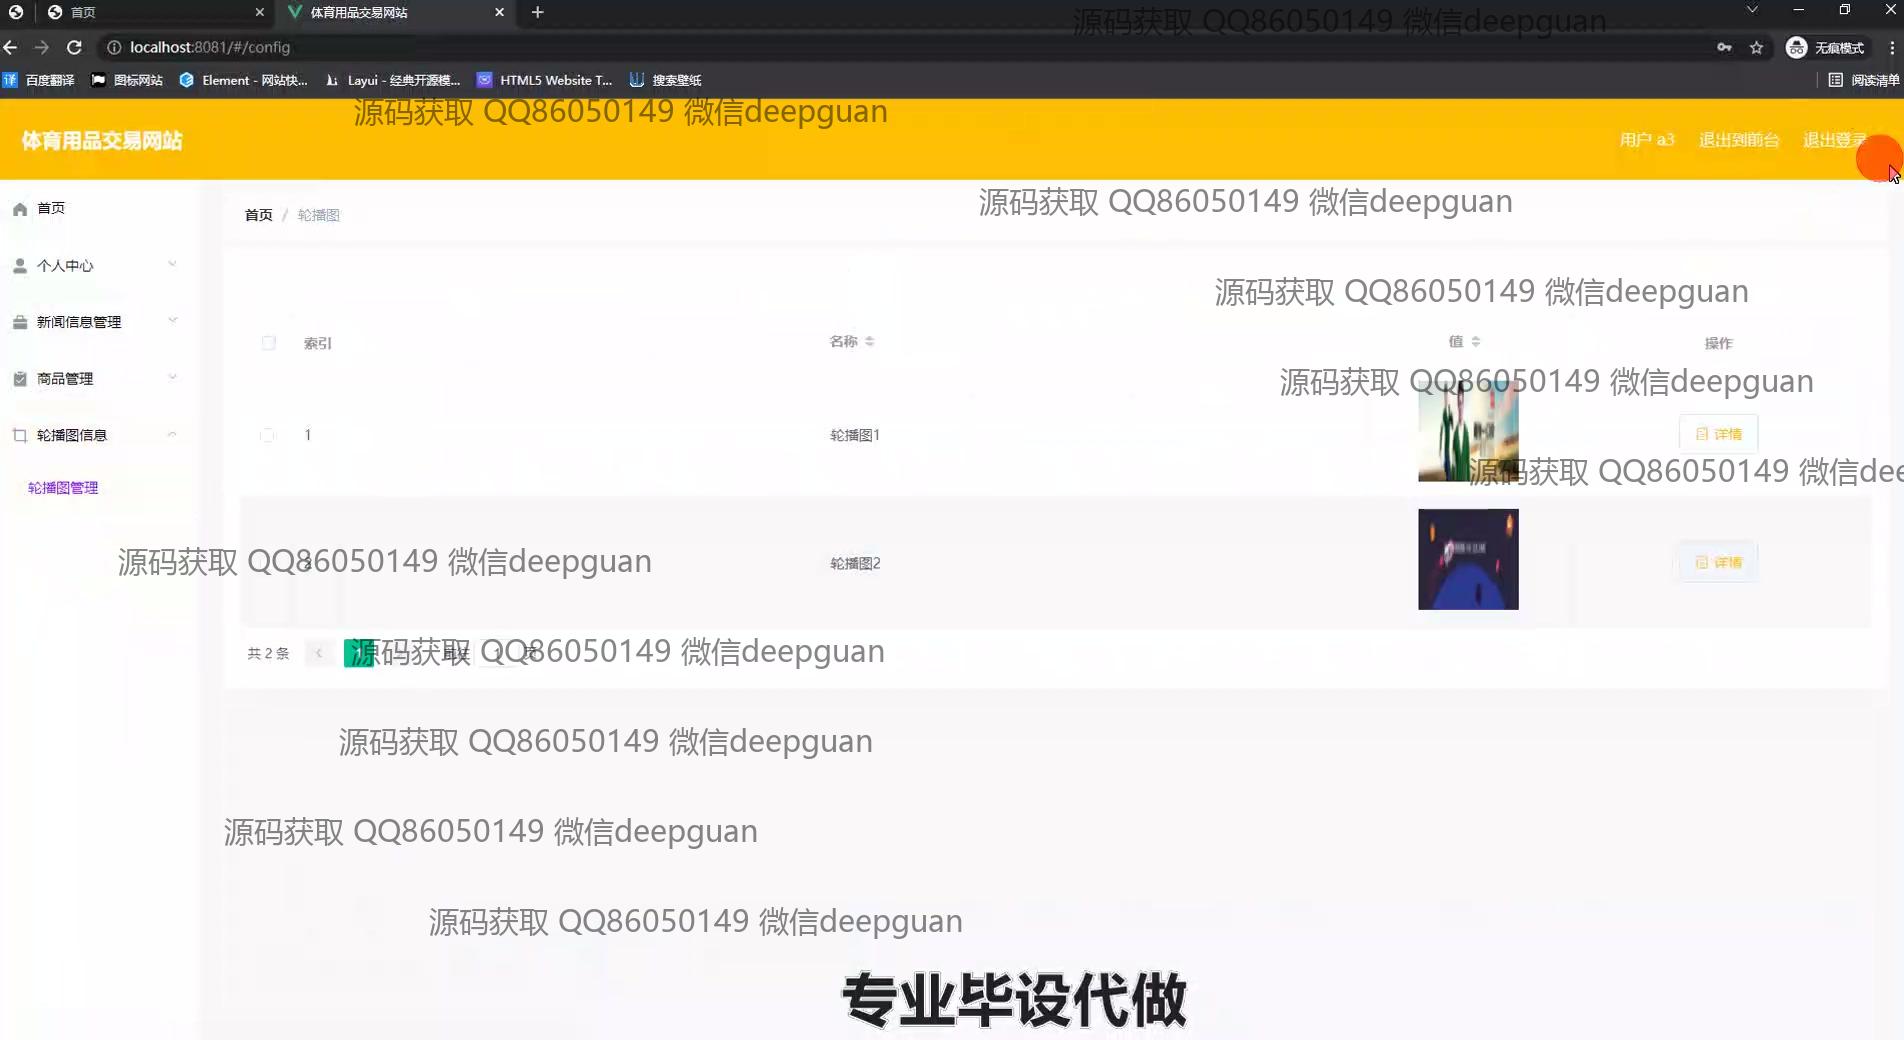 首页
体育用品交易网站
源码获取 QQ86050149 微信deepguan
localhost:8081/#/config
无痕模式
百度翻译
图标网站
Element - 网站快...
Layui - 经典开源模...
HTML5 Website T...
搜索壁纸
阅读清单
源码获取 QQ86050149 微信deepguan
体育用品交易网站
用户 a3
退出到前台
退出登录
源码获取 QQ86050149 微信deepguan
首页
首页 / 轮播图
个人中心
源码获取 QQ86050149 微信deepguan
新闻信息管理
索引
名称
值
操作
商品管理
源码获取 QQ86050149 微信deepguan
轮播图信息
1
轮播图1
详情
源码获取 QQ86050149 微信dee
轮播图管理
源码获取 QQ86050149 微信deepguan
轮播图2
详情
共 2 条
1
源码获取 QQ86050149 微信deepguan
源码获取 QQ86050149 微信deepguan
源码获取 QQ86050149 微信deepguan
源码获取 QQ86050149 微信deepguan
专业毕设代做